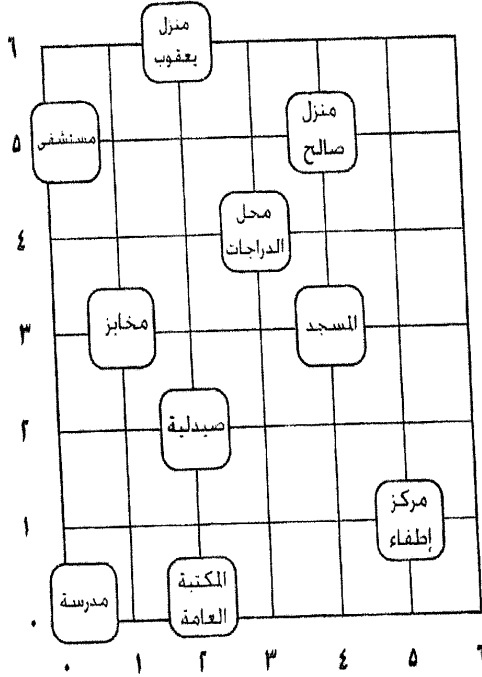 منزل
يعقوب
٦
منزل
صالح
مستشفى
٥
محل
الدراجات
٤
مخابز
المسجد
٣
صيدلية
٢
مركز
إطفاء
١
المكتبة
العامة
مدرسة
٠
٠ ١ ٢ ٣ ٤ ٥ ٦